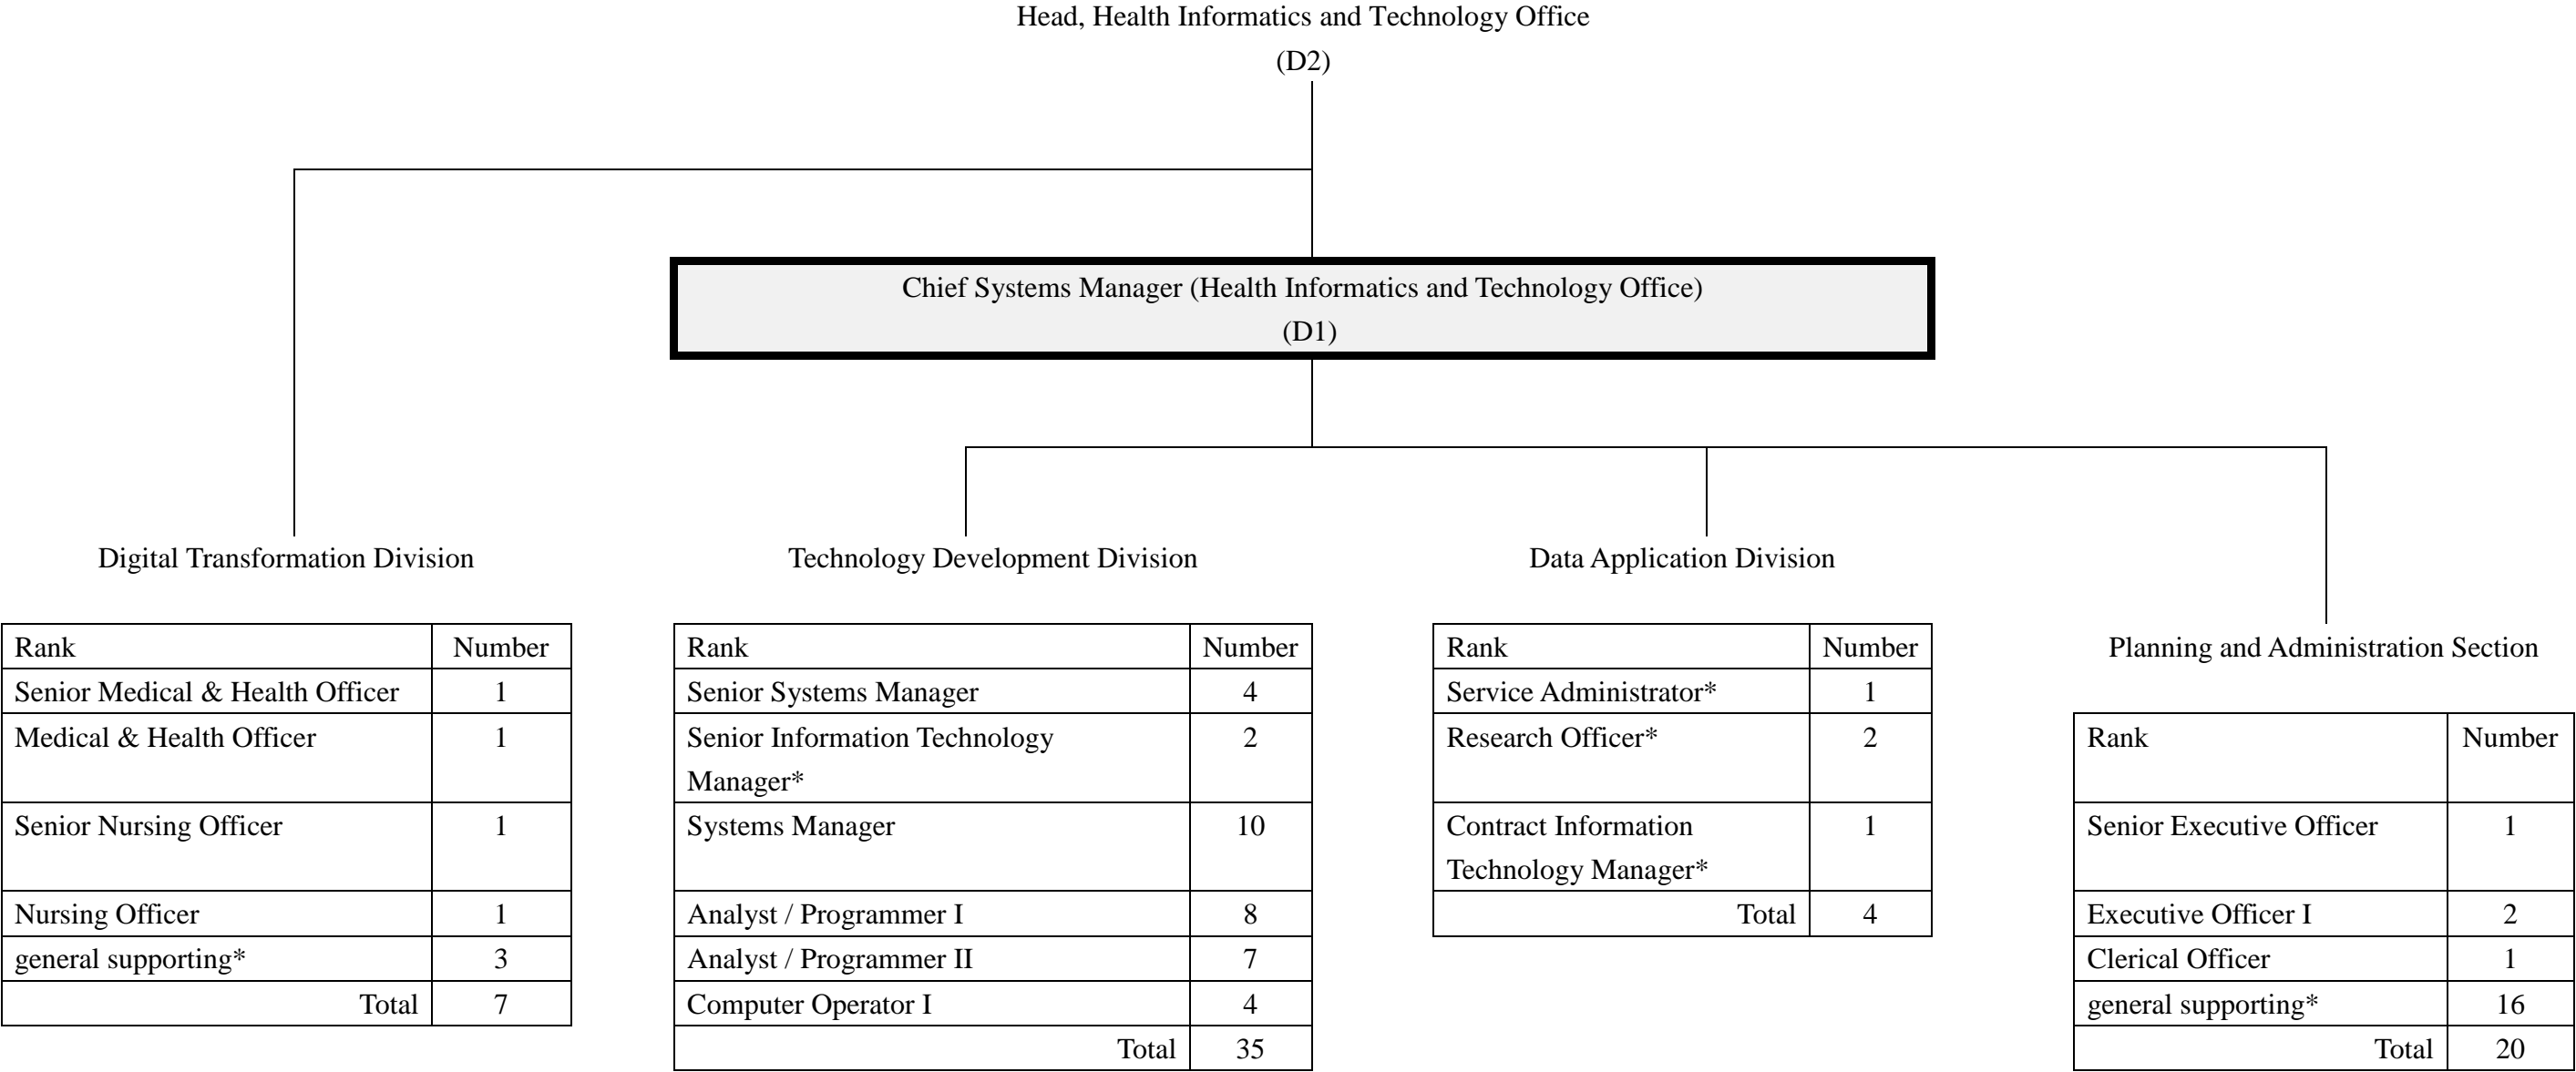 Head, Health Informatics and Technology Office
(D2)
Chief Systems Manager (Health Informatics and Technology Office)
(D1)
Digital Transformation Division
Rank Number
Senior Medical & Health Officer 1
Medical & Health Officer 1
Senior Nursing Officer 1
Nursing Officer 1
general supporting* 3
Total 7
Technology Development Division
Rank Number
Senior Systems Manager 4
Senior Information Technology 2
Manager*
Systems Manager 10
Analyst / Programmer I 8
Analyst / Programmer II 7
Computer Operator I 4
Total 35
Data Application Division
Rank Number
Service Administrator* 1
Research Officer* 2
Contract Information 1
Technology Manager*
Total 4
Planning and Administration Section
Rank Number
Senior Executive Officer 1
Executive Officer I 2
Clerical Officer 1
general supporting* 16
Total 20